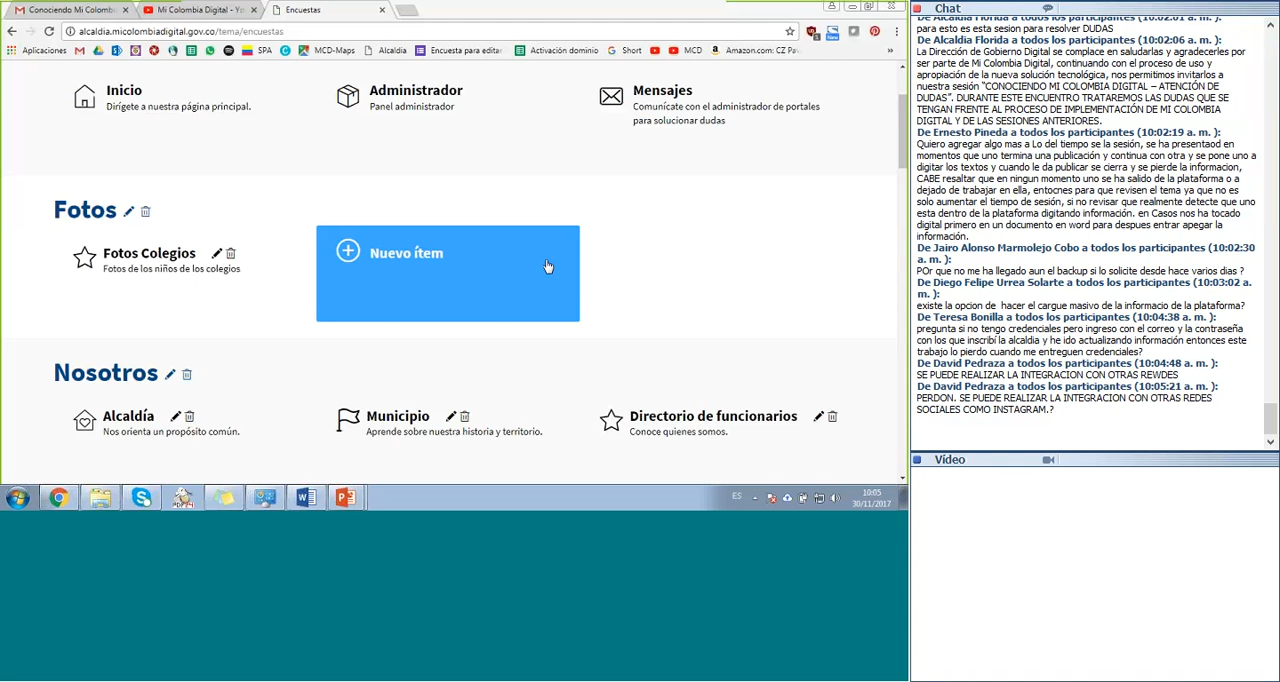 Conociendo Mi Colombi
Mi Colombia Digital - Yo
Encuestas
alcaldia.micolombiadigital.gov.co/tema/encuestas
Aplicaciones
SPA
MCD-Maps
Alcaldia
Encuesta para editar
Activación dominio
Short
MCD
Amazon.com: CZ Pa
»
Inicio
Dirígete a nuestra página principal.
Administrador
Panel administrador
Mensajes
Comunícate con el administrador de portales
para solucionar dudas
Fotos
Fotos Colegios
Fotos de los niños de los colegios
Nuevo ítem
Nosotros
Alcaldía
Nos orienta un propósito común.
Municipio
Aprende sobre nuestra historia y territorio.
Directorio de funcionarios
Conoce quienes somos.
ES
10:05
30/11/2017
Chat
De Alcaldia Florida a todos los participantes (10:02:01 a. m. ):
para esto es esta sesion para resolver DUDAS
De Alcaldia Florida a todos los participantes (10:02:06 a. m. ):
La Dirección de Gobierno Digital se complace en saludarlas y agradecerles por
ser parte de Mi Colombia Digital, continuando con el proceso de uso y
apropiación de la nueva solución tecnológica, nos permitimos invitarlos a
nuestra sesión "CONOCIENDO MI COLOMBIA DIGITAL – ATENCIÓN DE
DUDAS". DURANTE ESTE ENCUENTRO TRATAREMOS LAS DUDAS QUE SE
TENGAN FRENTE AL PROCESO DE IMPLEMENTACIÓN DE MI COLOMBIA
DIGITAL Y DE LAS SESIONES ANTERIORES.
De Ernesto Pineda a todos los participantes (10:02:19 a. m. ):
Quiero agregar algo mas a Lo del tiempo se la sesión, se ha presentaod en
momentos que uno termina una publicación y continua con otra y se pone uno a
digitar los textos y cuando le da publicar se cierra y se pierde la informacion,
CABE resaltar que en ningun momento uno se ha salido de la plataforma o a
dejado de trabajar en ella, entocnes para que revisen el tema ya que no es
solo aumentar el tiempo de sesión, si no revisar que realmente detecte que uno
esta dentro de la plataforma digitando información. en Casos nos ha tocado
digital primero en un documento en word para despues entrar apegar la
información.
De Jairo Alonso Marmolejo Cobo a todos los participantes (10:02:30
a. m. ):
POr que no me ha llegado aun el backup si lo solicite desde hace varios dias ?
De Diego Felipe Urrea Solarte a todos los participantes (10:03:02 a.
m. ):
existe la opcion de hacer el cargue masivo de la informacio de la plataforma?
De Teresa Bonilla a todos los participantes (10:04:38 a. m. ):
pregunta si no tengo credenciales pero ingreso con el correo y la contraseña
con los que inscribí la alcaldia y he ido actualizando información entonces este
trabajo lo pierdo cuando me entreguen credenciales?
De David Pedraza a todos los participantes (10:04:48 a. m. ):
SE PUEDE REALIZAR LA INTEGRACION CON OTRAS REWDES
De David Pedraza a todos los participantes (10:05:21 a. m. ):
PERDON. SE PUEDE REALIZAR LA INTEGRACION CON OTRAS REDES
SOCIALES COMO INSTAGRAM.?
Vídeo